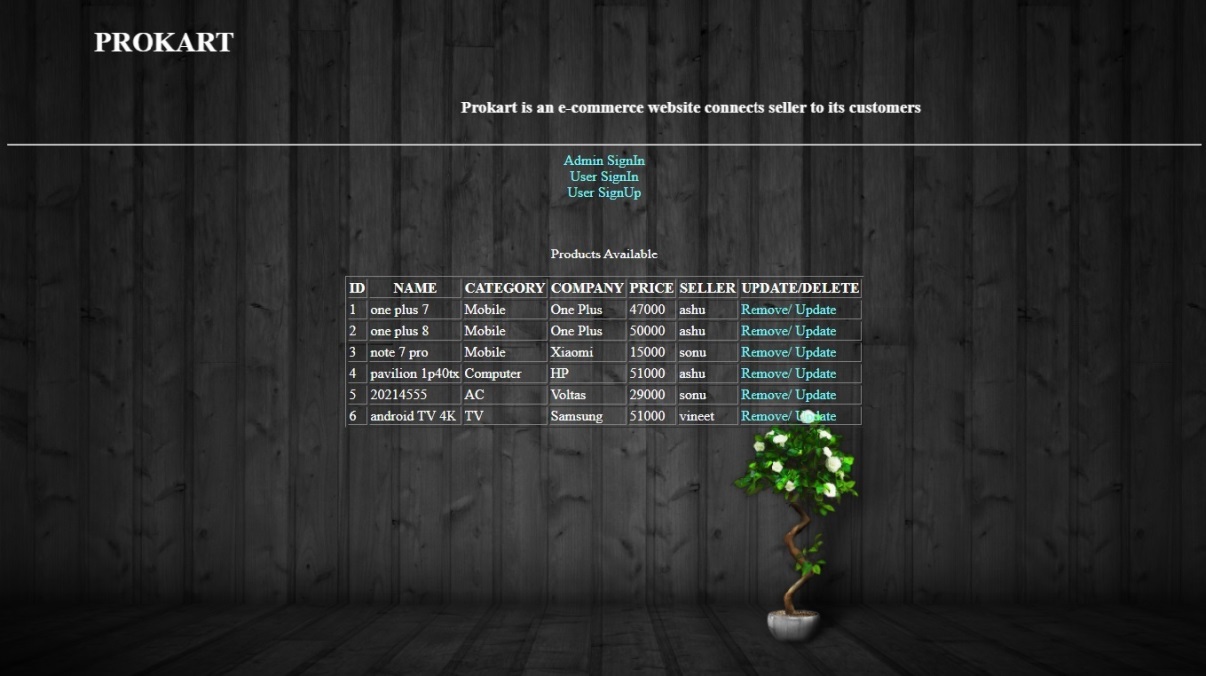 PROKART
Prokart is an e-commerce website connects seller to its customers
Admin SignIn
User SignIn
User SignUp
Products Available
ID NAME CATEGORY COMPANY PRICE SELLER UPDATE/DELETE
1 one plus 7 Mobile One Plus 47000 ashu Remove/ Update
2 one plus 8 Mobile One Plus 50000 ashu Remove/ Update
3 note 7 pro Mobile Xiaomi 15000 sonu Remove/ Update
4 pavilion 1p40tx Computer HP 51000 ashu Remove/ Update
5 20214555 AC Voltas 29000 sonu Remove/ Update
6 android TV 4K TV Samsung 51000 vineet Remove/ Update